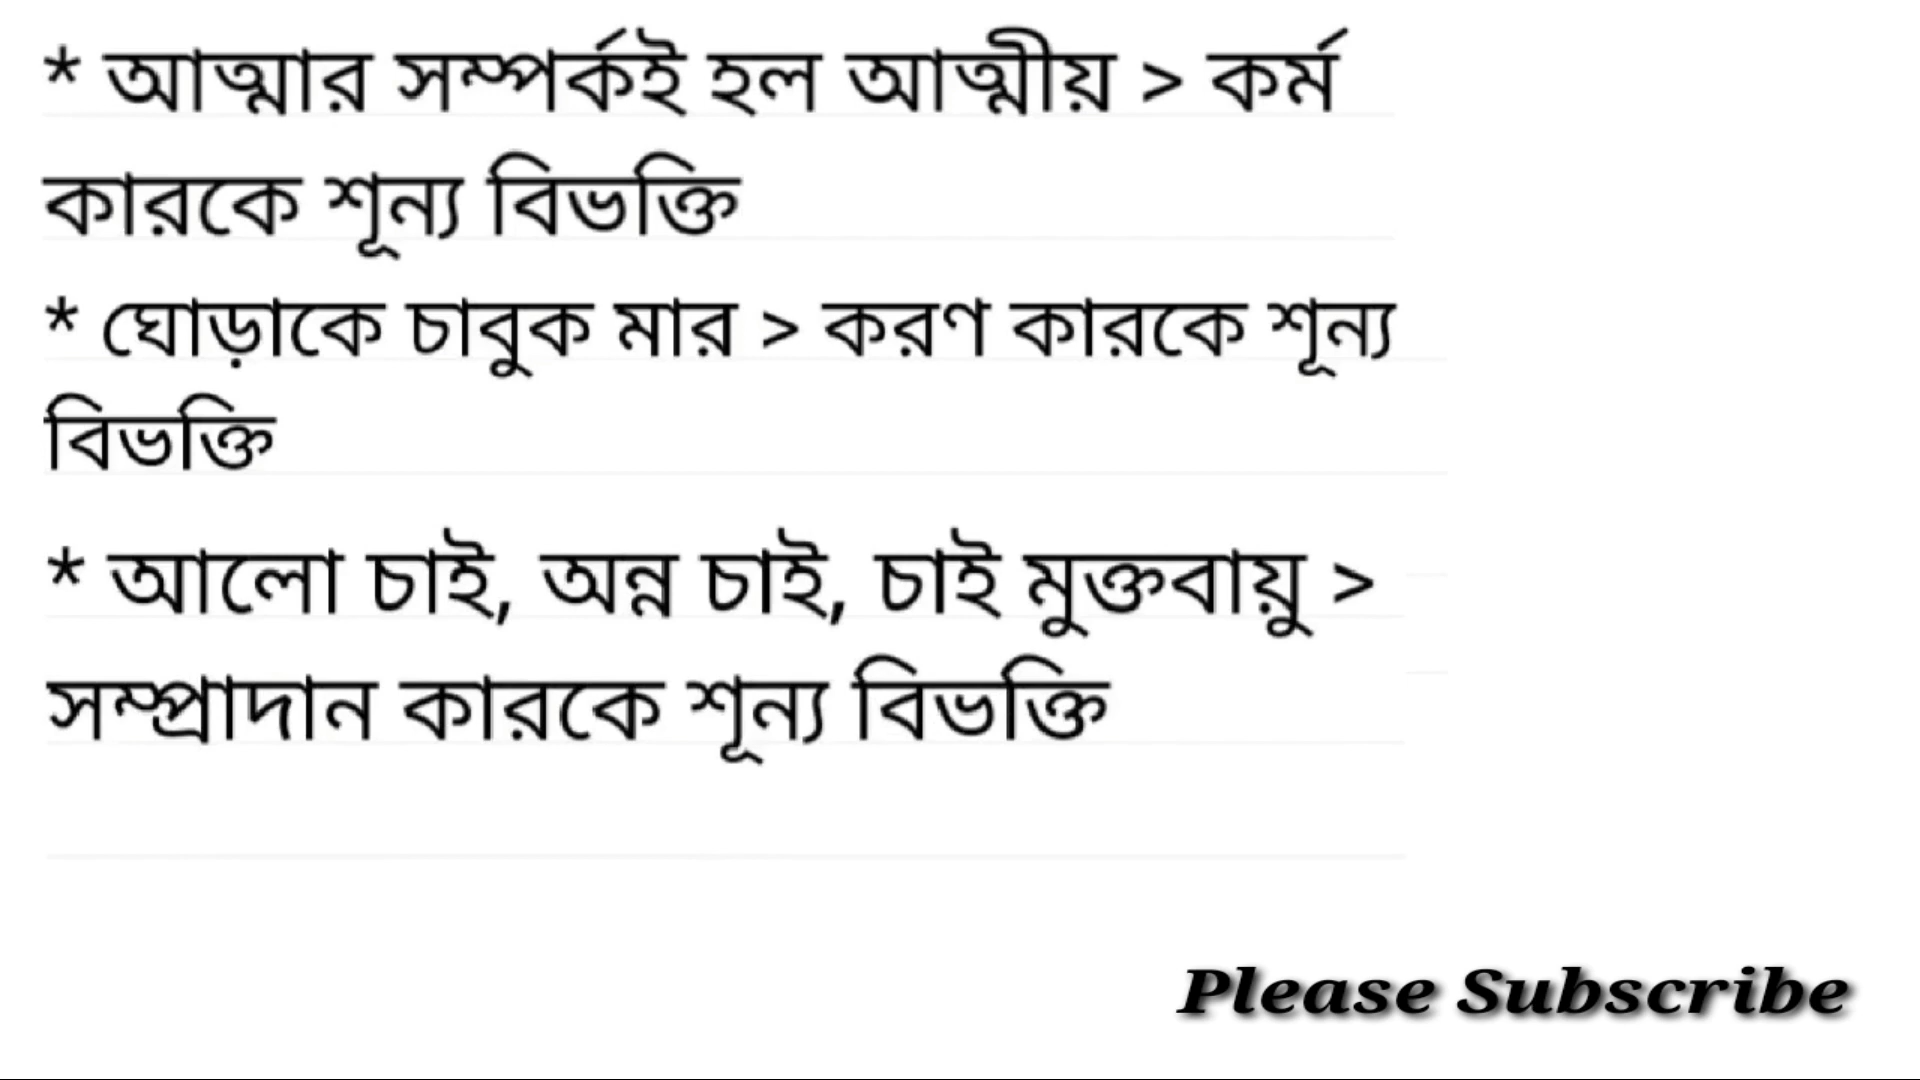 * আত্মার সম্পর্কই হল আত্মীয় > কর্ম
কারকে শূন্য বিভক্তি
* ঘোড়াকে চাবুক মার > করণ কারকে শূন্য
বিভক্তি
* আলো চাই, অন্ন চাই, চাই মুক্তবায়ু >
সম্প্রাদান কারকে শূন্য বিভক্তি
Please Subscribe